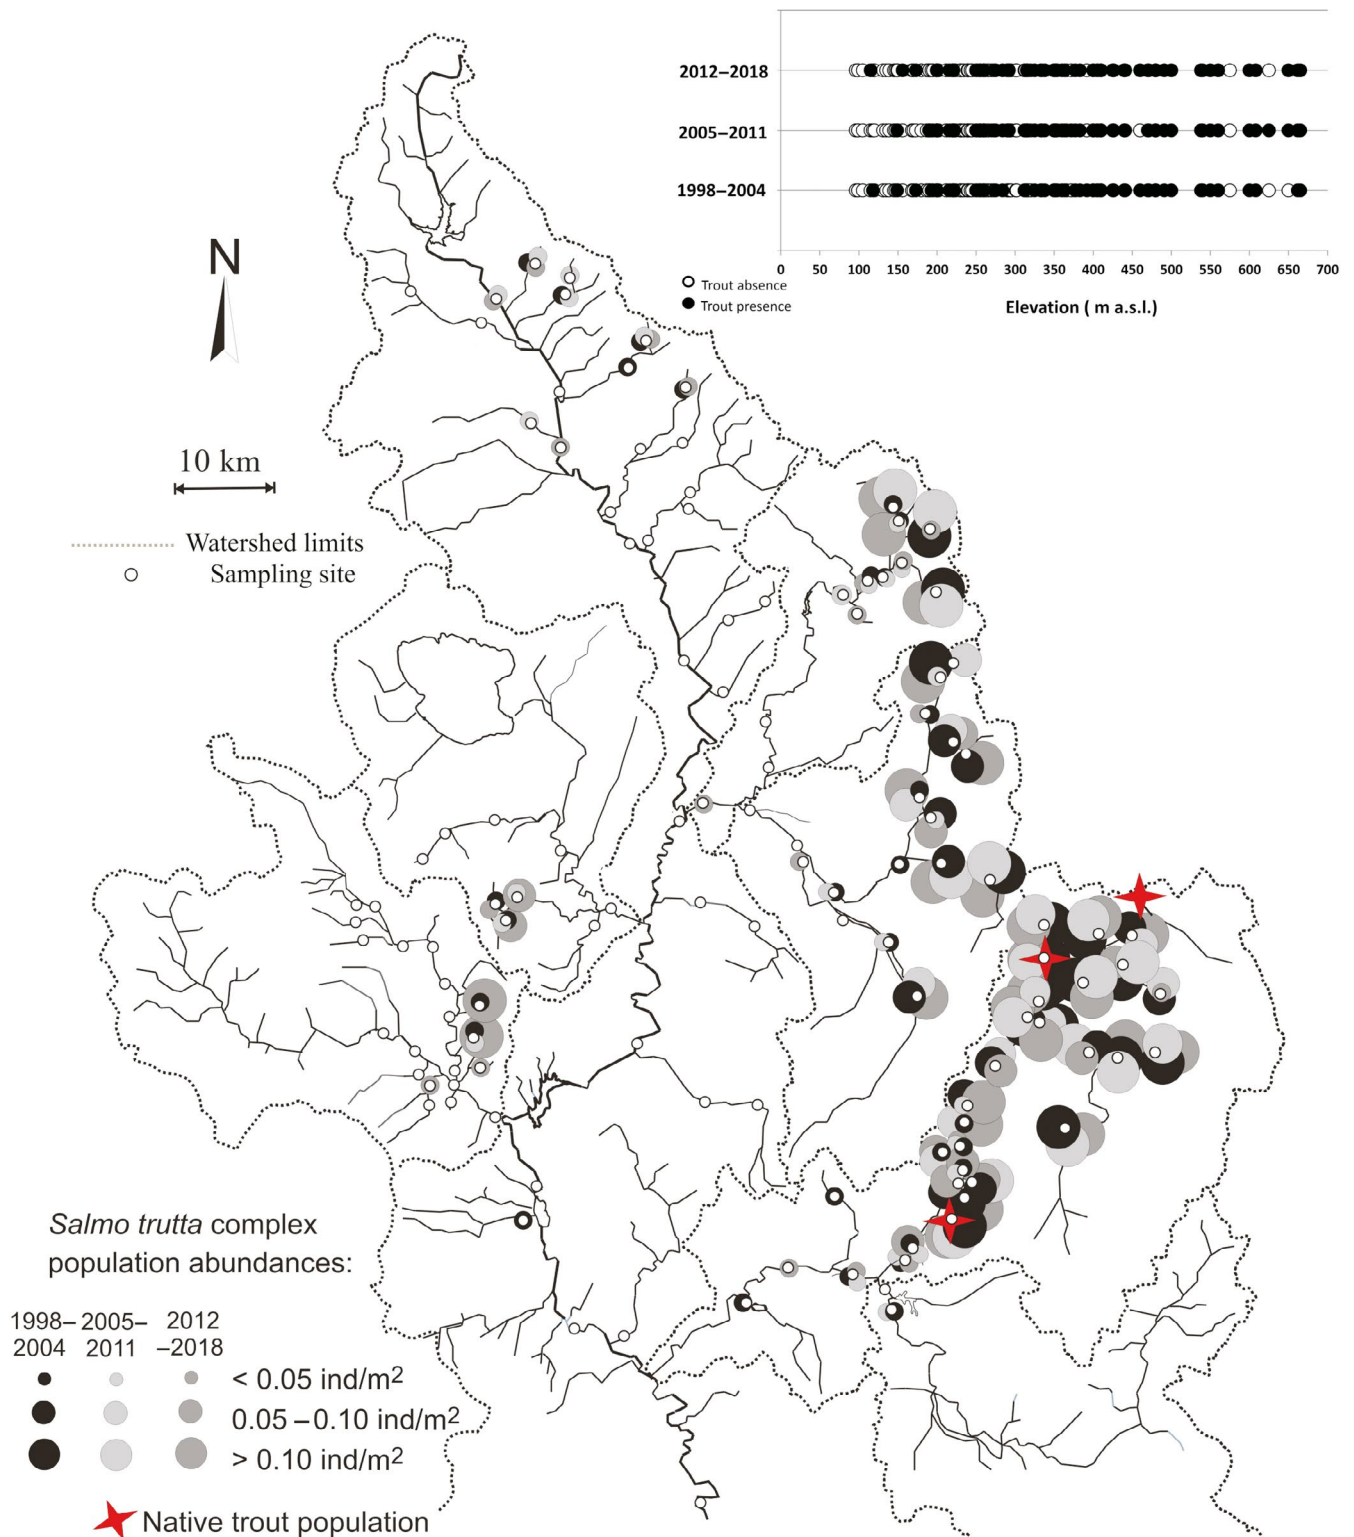 2012–2018
2005–2011
1998–2004
0 50 100 150 200 250 300 350 400 450 500 550 600 650 700
Trout absence
Trout presence
Elevation ( m a.s.l.)
N
10 km
Watershed limits
Sampling site
Salmo trutta complex
population abundances:
1998– 2005– 2012
2004 2011 –2018
< 0.05 ind/m²
0.05–0.10 ind/m²
> 0.10 ind/m²
Native trout population